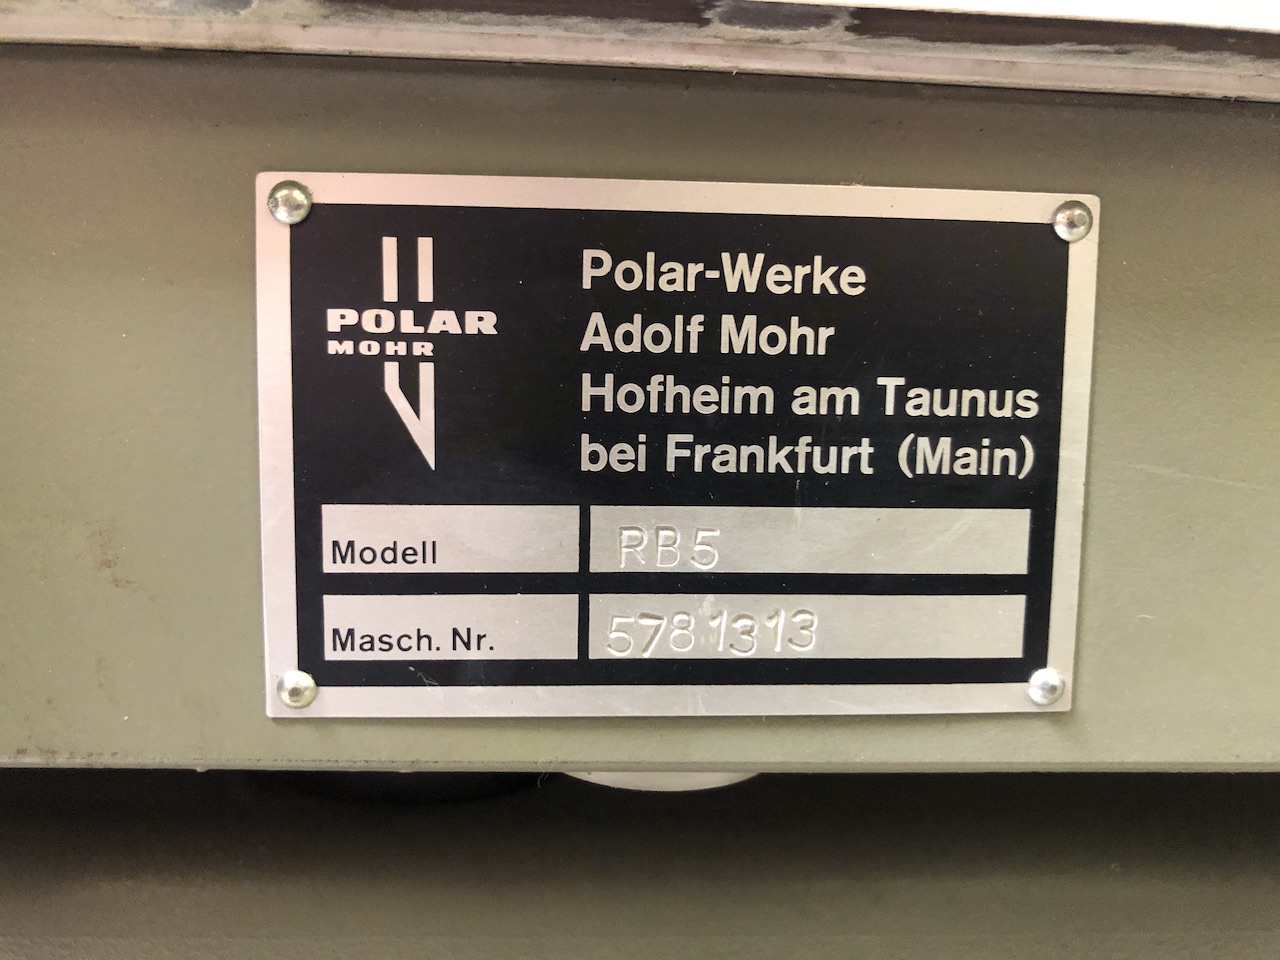 POLAR
MOHR
Polar-Werke
Adolf Mohr
Hofheim am Taunus
bei Frankfurt (Main)
Modell RB5
Masch. Nr. 5781313